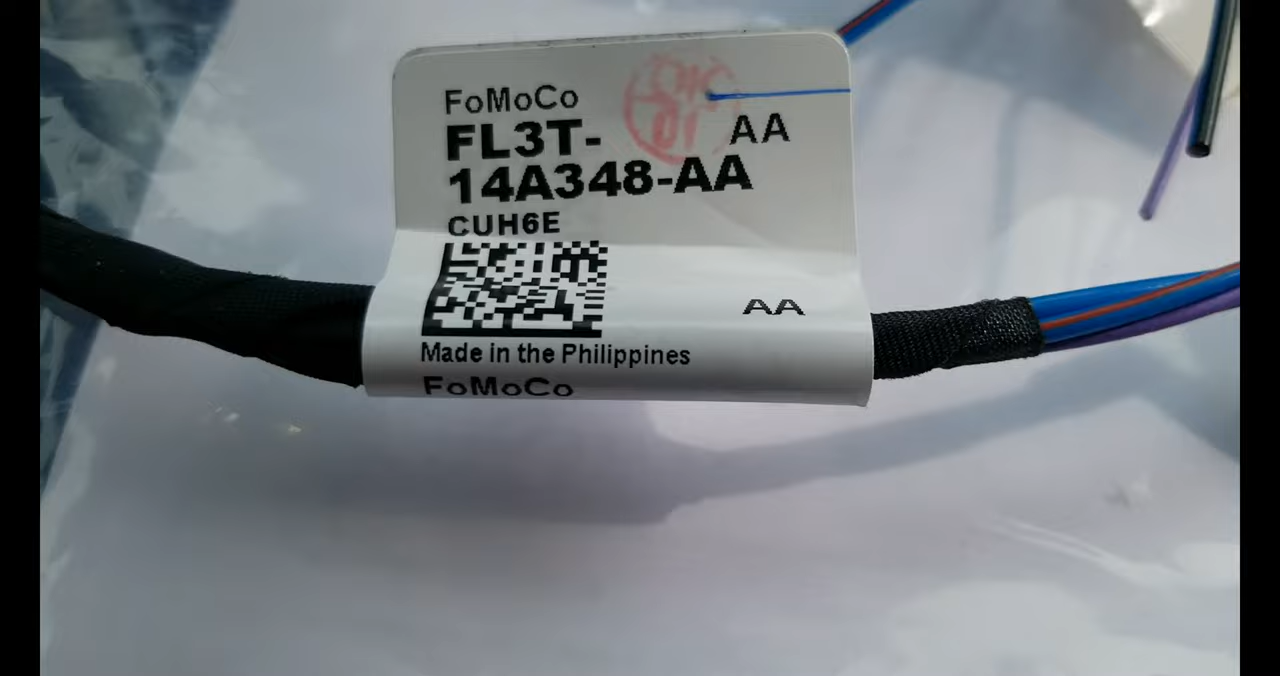 FoMoCo
FL3T- AA
14A348-AA
CUH6E
AA
Made in the Philippines
FoMoCo